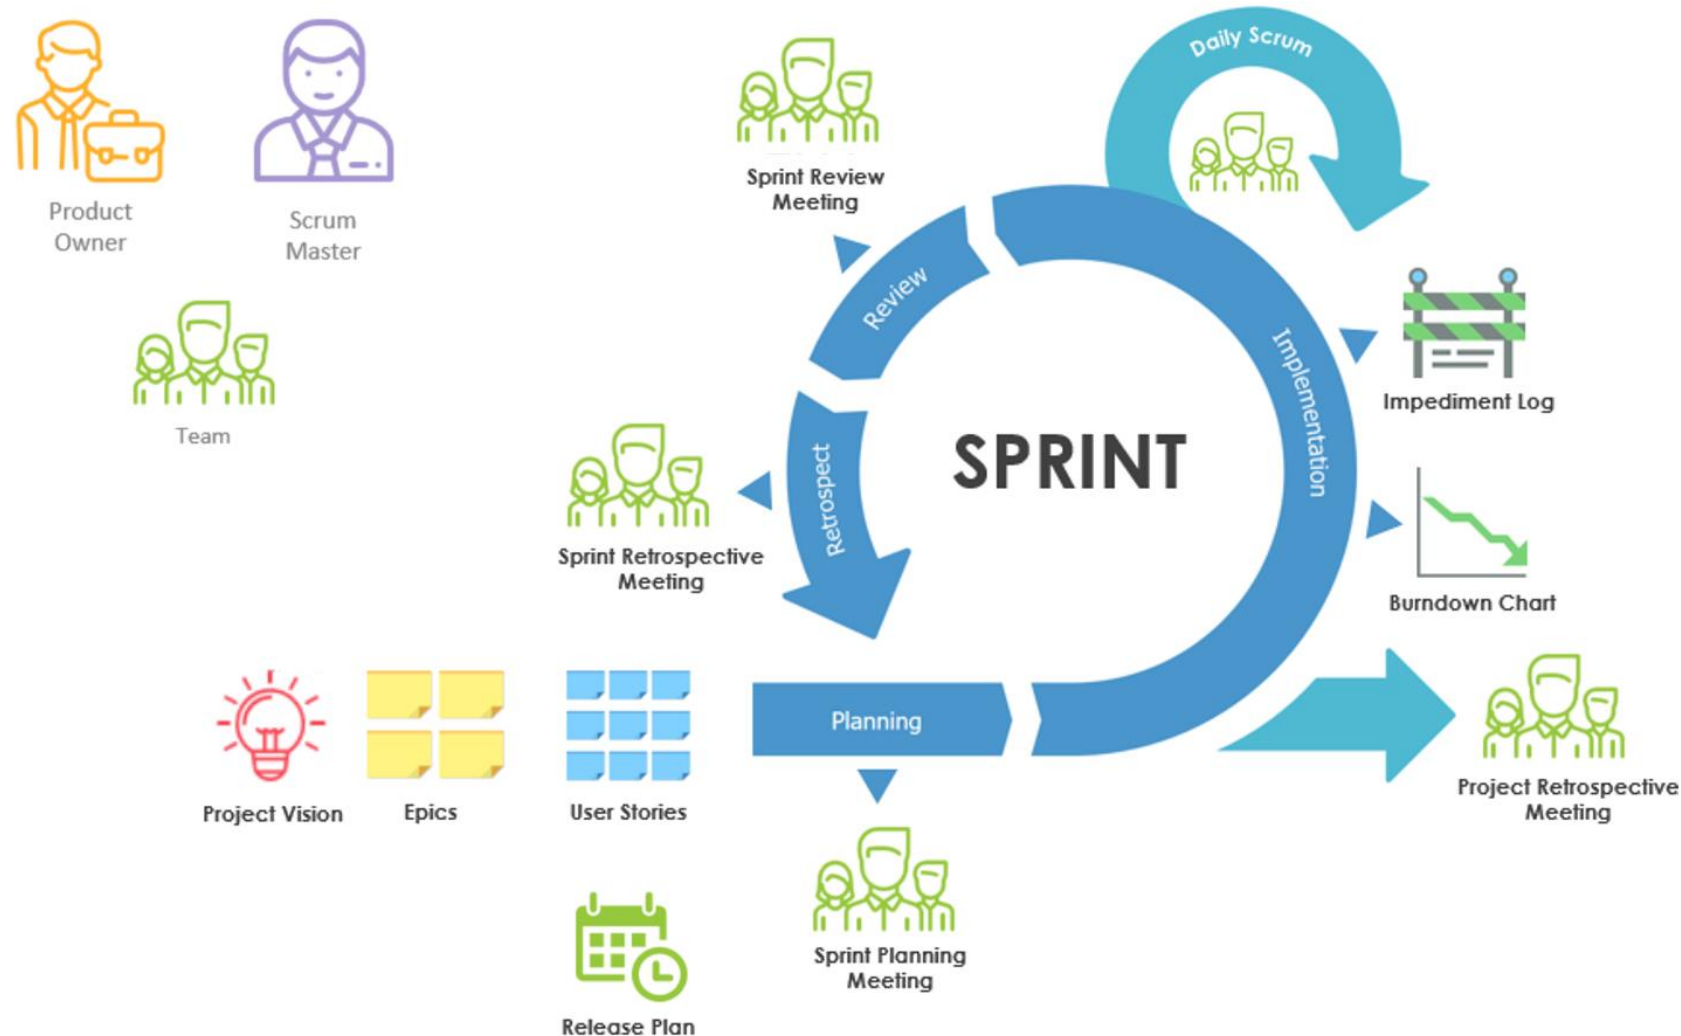 Product
Owner
Scrum
Master
Team
Daily Scrum
Sprint Review
Meeting
Review
Implementation
Impediment Log
SPRINT
Retrospect
Sprint Retrospective
Meeting
Burndown Chart
Project Vision
Epics
User Stories
Planning
Project Retrospective
Meeting
Sprint Planning
Meeting
Release Plan